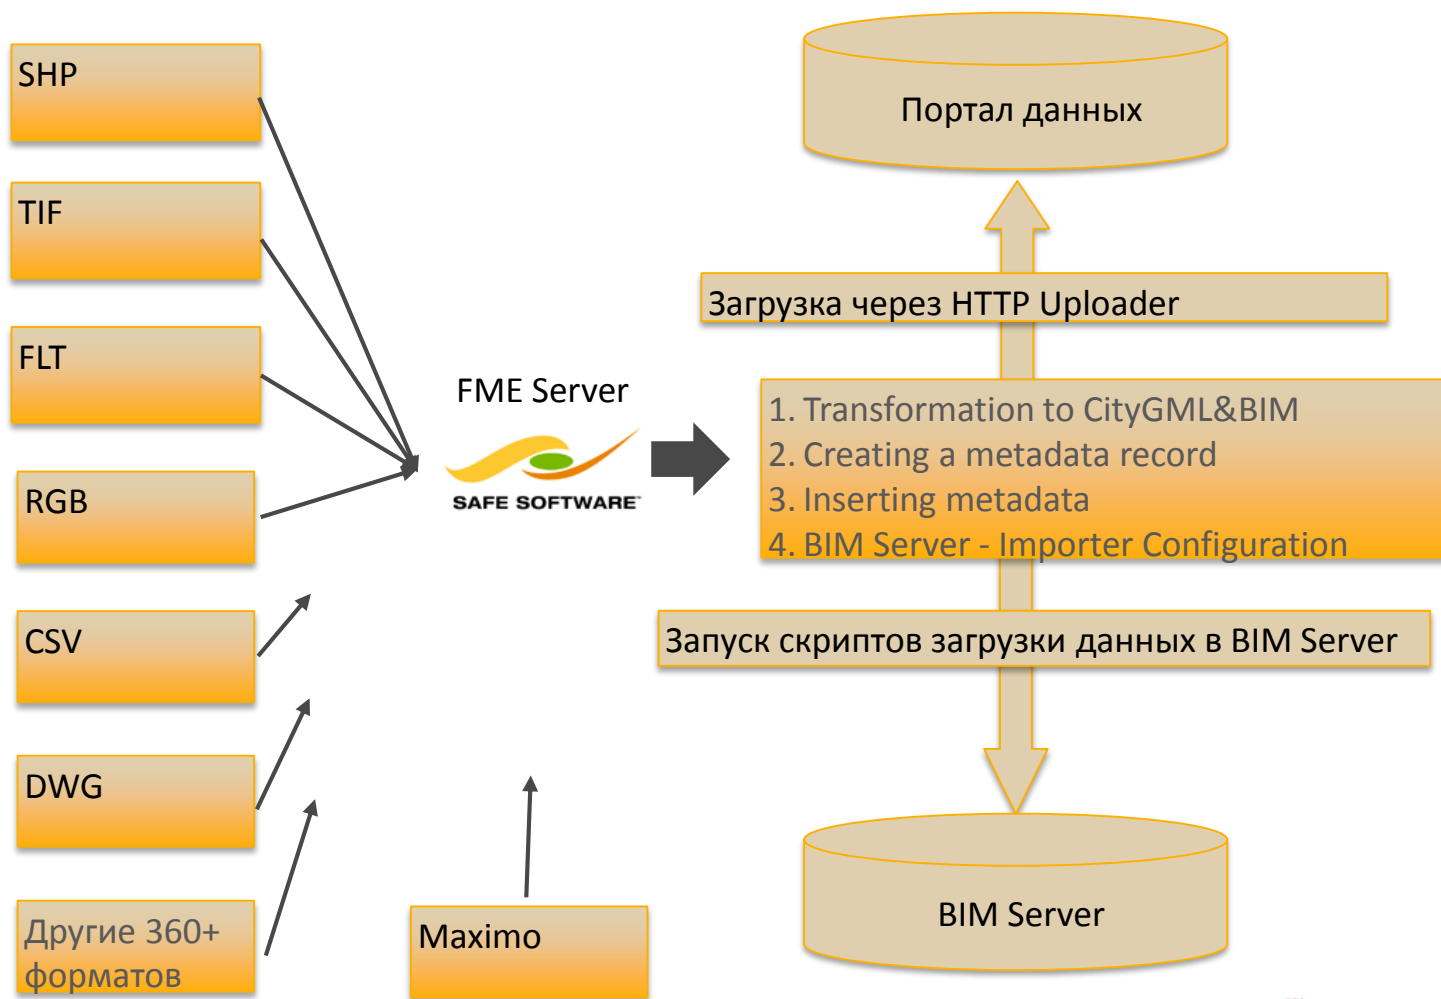 SHP
TIF
FLT
RGB
CSV
DWG
Другие 360+
форматов
Maximo
FME Server
SAFE SOFTWARE™
Портал данных
Загрузка через HTTP Uploader
1. Transformation to CityGML&BIM
2. Creating a metadata record
3. Inserting metadata
4. BIM Server - Importer Configuration
Запуск скриптов загрузки данных в BIM Server
BIM Server